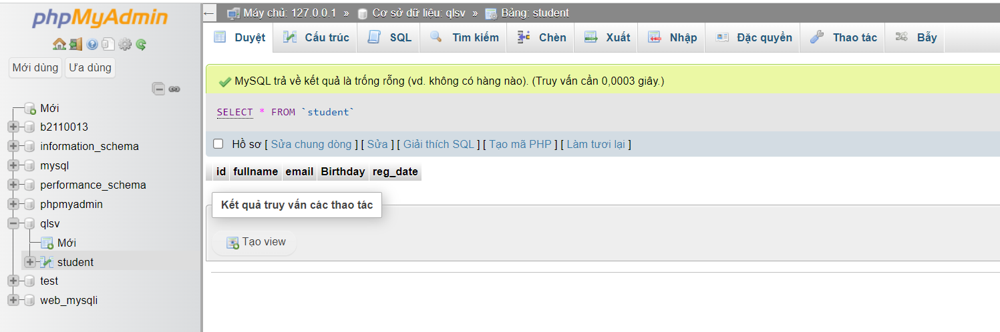 phpMyAdmin
Mới dùng Ưa dùng
Mới
b2110013
information_schema
mysql
performance_schema
phpmyadmin
qlsv
Mới
student
test
web_mysqli
← Máy chủ: 127.0.0.1 » Cơ sở dữ liệu: qlsv » Bảng: student
Duyệt Cấu trúc SQL Tìm kiếm Chèn Xuất Nhập Đặc quyền Thao tác Bẫy
MySQL trả về kết quả là trống rỗng (vd. không có hàng nào). (Truy vấn cần 0,0003 giây.)
SELECT * FROM `student`
Hồ sơ [ Sửa chung dòng ] [ Sửa ] [ Giải thích SQL ] [ Tạo mã PHP ] [ Làm tươi lại ]
id fullname email Birthday reg_date
Kết quả truy vấn các thao tác
Tạo view